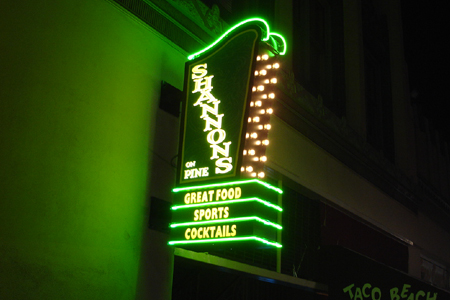 SHANNONS
ON
PINE
GREAT FOOD
SPORTS
COCKTAILS
TACO BEACH